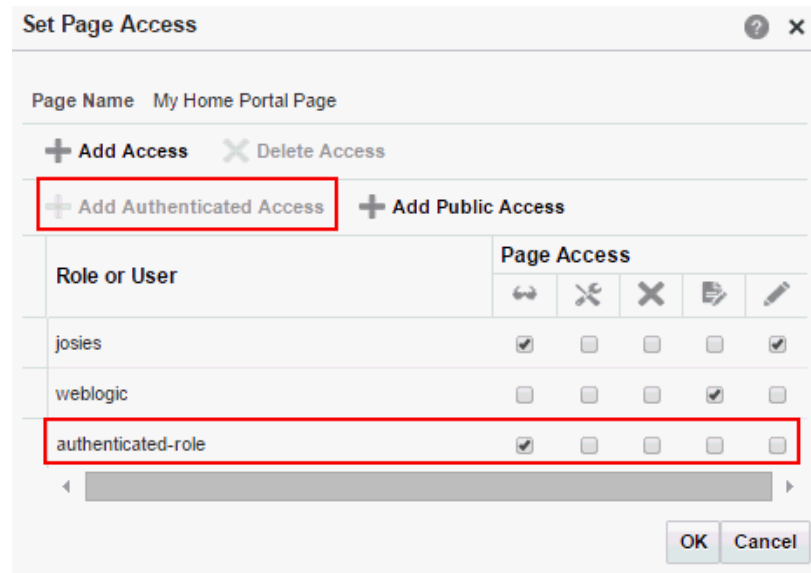 Set Page Access
Page Name My Home Portal Page
Add Access Delete Access
Add Authenticated Access Add Public Access
Role or User
Page Access
josies
weblogic
authenticated-role
OK Cancel